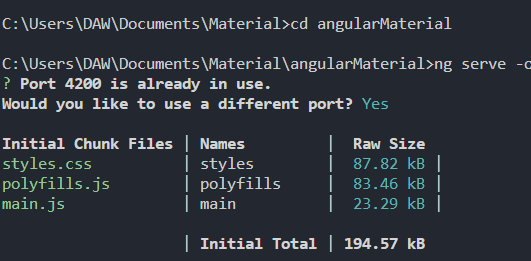 C:\Users\DAW\Documents\Material>cd angularMaterial
C:\Users\DAW\Documents\Material\angularMaterial>ng serve -o
? Port 4200 is already in use.
Would you like to use a different port? Yes
Initial Chunk Files | Names | Raw Size
styles.css | styles | 87.82 kB |
polyfills.js | polyfills | 83.46 kB |
main.js | main | 23.29 kB |
| Initial Total | 194.57 kB